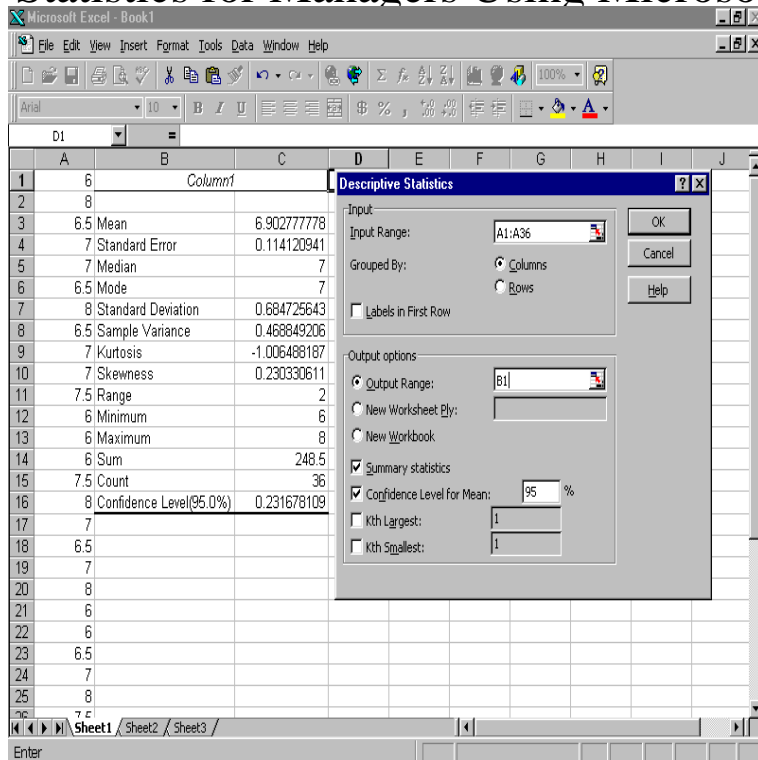 Statistics for Managers Using Microso
Microsoft Excel - Book1
File Edit View Insert Format Tools Data Window Help
100%
Arial 10 B I U $ % ,
D1 =
A B C D E F G H I J
1 6 Column1
2 8
3 6.5 Mean 6.902777778
4 7 Standard Error 0.114120941
5 7 Median 7
6 6.5 Mode 7
7 8 Standard Deviation 0.684725643
8 6.5 Sample Variance 0.468849206
9 7 Kurtosis -1.006488187
10 7 Skewness 0.230330611
11 7.5 Range 2
12 6 Minimum 6
13 6 Maximum 8
14 6 Sum 248.5
15 7.5 Count 36
16 8 Confidence Level(95.0%) 0.231678109
17 7
18 6.5
19 7
20 8
21 6
22 6
23 6.5
24 7
25 8
26 7.5
Descriptive Statistics
Input
Input Range: A1:A36
Grouped By: Columns
Rows
Labels in First Row
OK
Cancel
Help
Output options
Output Range: B1
New Worksheet Ply:
New Workbook
Summary statistics
Confidence Level for Mean: 95 %
Kth Largest: 1
Kth Smallest: 1
Sheet1 Sheet2 Sheet3
Enter